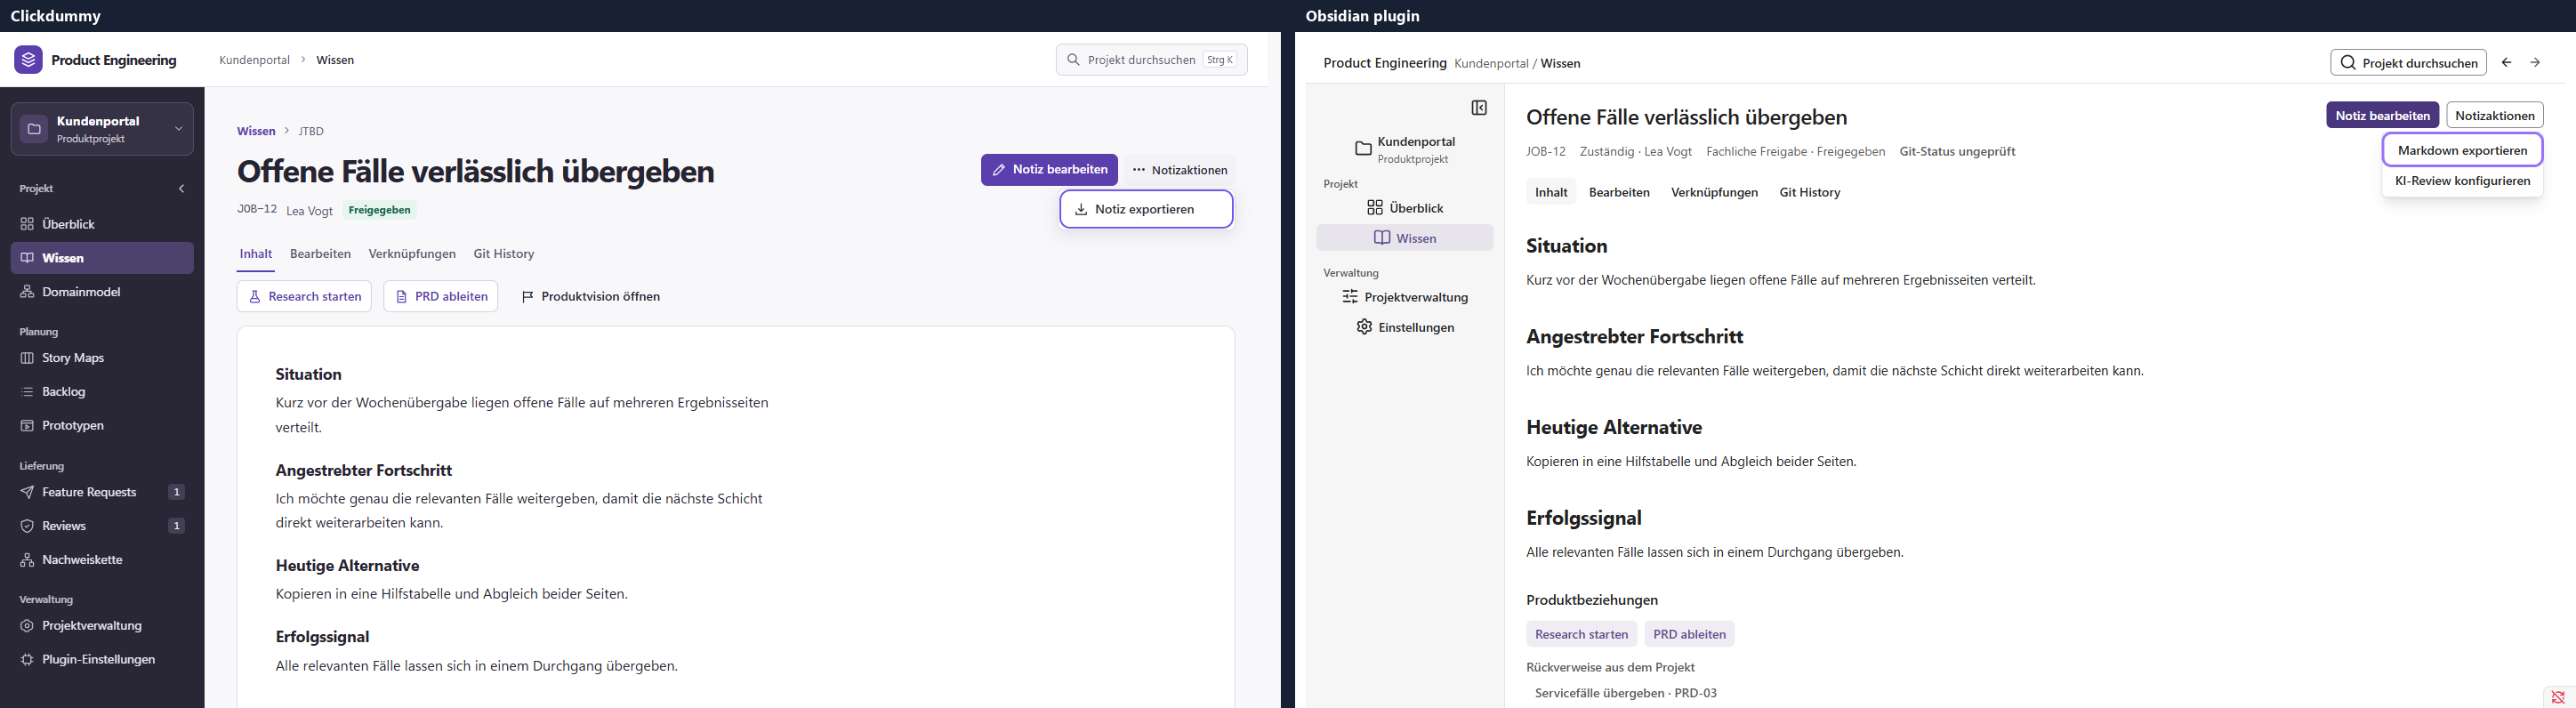 Clickdummy
Product Engineering
Kundenportal > Wissen
Projekt durchsuchen Strg K
Kundenportal
Produktprojekt
Projekt
Überblick
Wissen
Domainmodel
Planung
Story Maps
Backlog
Prototypen
Lieferung
Feature Requests 1
Reviews 1
Nachweiskette
Verwaltung
Projektverwaltung
Plugin-Einstellungen
Wissen > JTBD
Offene Fälle verlässlich übergeben
Notiz bearbeiten
Notizaktionen
JOB-12 Lea Vogt Freigegeben
Notiz exportieren
Inhalt Bearbeiten Verknüpfungen Git History
Research starten PRD ableiten Produktvision öffnen
Situation
Kurz vor der Wochenübergabe liegen offene Fälle auf mehreren Ergebnisseiten
verteilt.
Angestrebter Fortschritt
Ich möchte genau die relevanten Fälle weitergeben, damit die nächste Schicht
direkt weiterarbeiten kann.
Heutige Alternative
Kopieren in eine Hilfstabelle und Abgleich beider Seiten.
Erfolgssignal
Alle relevanten Fälle lassen sich in einem Durchgang übergeben.
Obsidian plugin
Product Engineering Kundenportal / Wissen
Projekt durchsuchen
Kundenportal
Produktprojekt
Projekt
Überblick
Wissen
Verwaltung
Projektverwaltung
Einstellungen
Offene Fälle verlässlich übergeben
Notiz bearbeiten Notizaktionen
JOB-12 Zuständig · Lea Vogt Fachliche Freigabe · Freigegeben Git-Status ungeprüft
Markdown exportieren
KI-Review konfigurieren
Inhalt Bearbeiten Verknüpfungen Git History
Situation
Kurz vor der Wochenübergabe liegen offene Fälle auf mehreren Ergebnisseiten verteilt.
Angestrebter Fortschritt
Ich möchte genau die relevanten Fälle weitergeben, damit die nächste Schicht direkt weiterarbeiten kann.
Heutige Alternative
Kopieren in eine Hilfstabelle und Abgleich beider Seiten.
Erfolgssignal
Alle relevanten Fälle lassen sich in einem Durchgang übergeben.
Produktbeziehungen
Research starten PRD ableiten
Rückverweise aus dem Projekt
Servicefälle übergeben · PRD-03